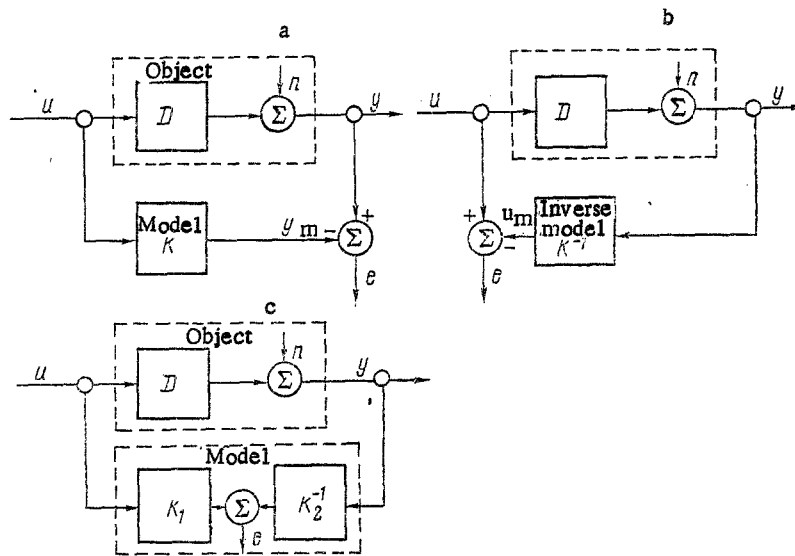 a
Object
n
u
D
Σ
y
Model
K
y m
+
−
Σ
e
b
n
u
D
Σ
y
+
u m
−
Σ
Inverse
model
K⁻¹
e
c
Object
n
u
D
Σ
y
Model
K₁
Σ
K₂⁻¹
e